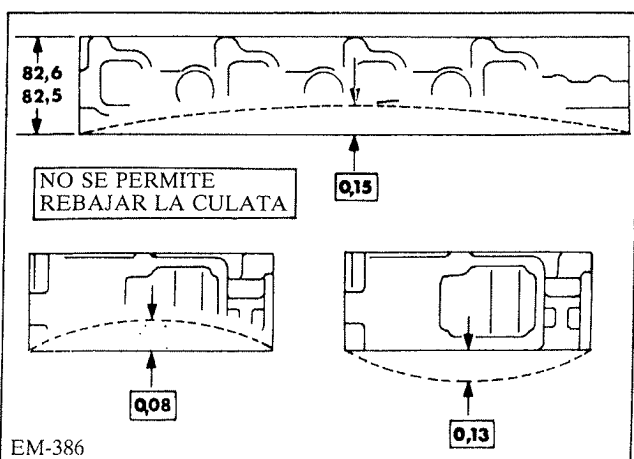 82,6
82,5
NO SE PERMITE
REBAJAR LA CULATA
0,15
0,08
0,13
EM-386